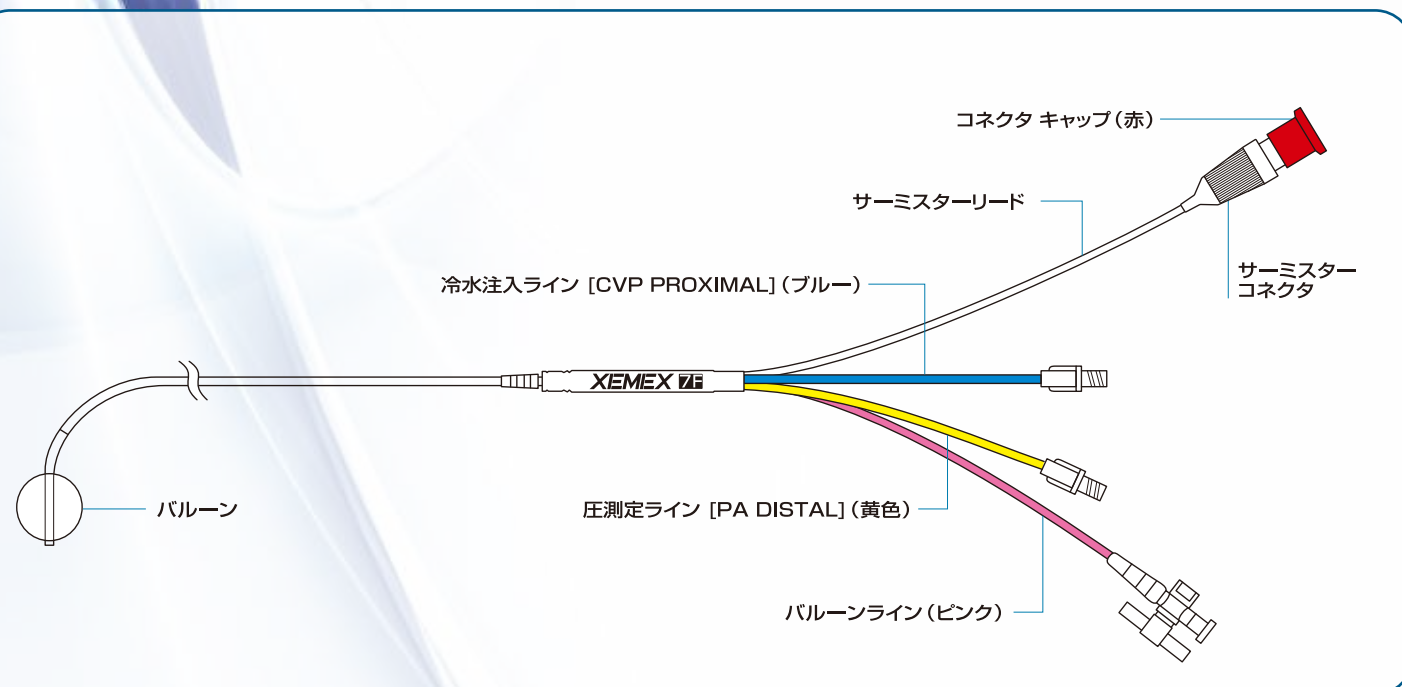 コネクタ キャップ（赤）
サーミスターリード
サーミスター
コネクタ
冷水注入ライン [CVP PROXIMAL]（ブルー）
XEMEX 7F
バルーン
圧測定ライン [PA DISTAL]（黄色）
バルーンライン（ピンク）